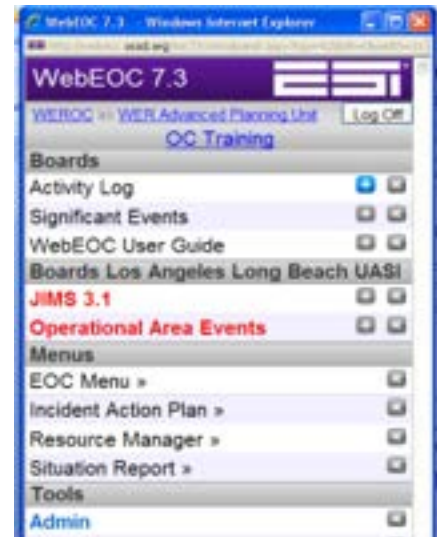 WebEOC 7.3 - Windows Internet Explorer
WebEOC 7.3 ESi
WEROC » WER Advanced Planning Unit Log Off
OC Training
Boards
Activity Log
Significant Events
WebEOC User Guide
Boards Los Angeles Long Beach UASI
JIMS 3.1
Operational Area Events
Menus
EOC Menu »
Incident Action Plan »
Resource Manager »
Situation Report »
Tools
Admin